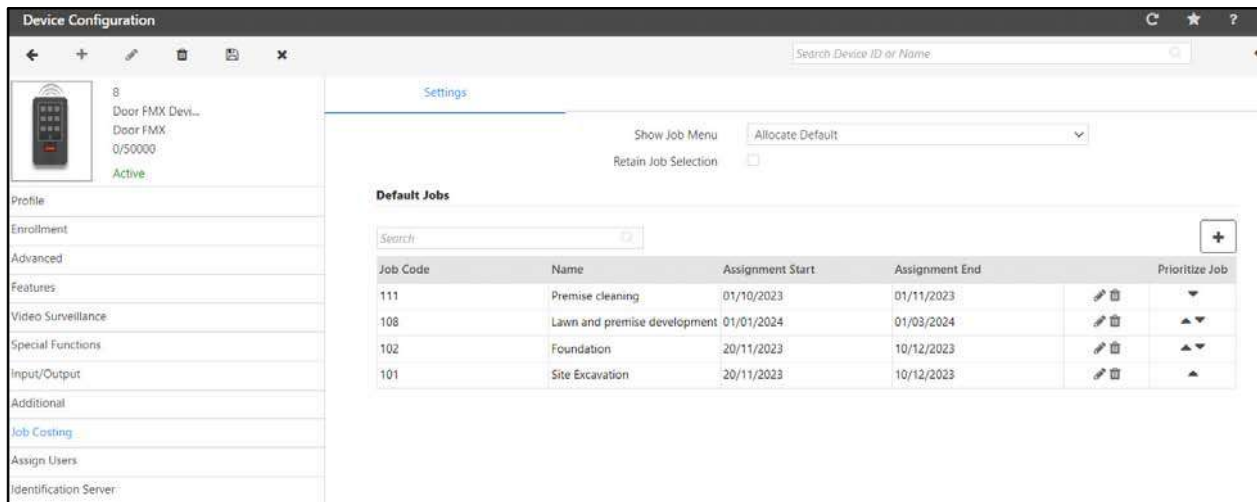 Device Configuration
?
Search Device ID or Name
8
Door FMX Devi...
Door FMX
0/50000
Active
Profile
Enrollment
Advanced
Features
Video Surveillance
Special Functions
Input/Output
Additional
Job Costing
Assign Users
Identification Server
Settings
Show Job Menu Allocate Default
Retain Job Selection
Default Jobs
Search
Job Code Name Assignment Start Assignment End Prioritize Job
111 Premise cleaning 01/10/2023 01/11/2023
108 Lawn and premise development 01/01/2024 01/03/2024
102 Foundation 20/11/2023 10/12/2023
101 Site Excavation 20/11/2023 10/12/2023